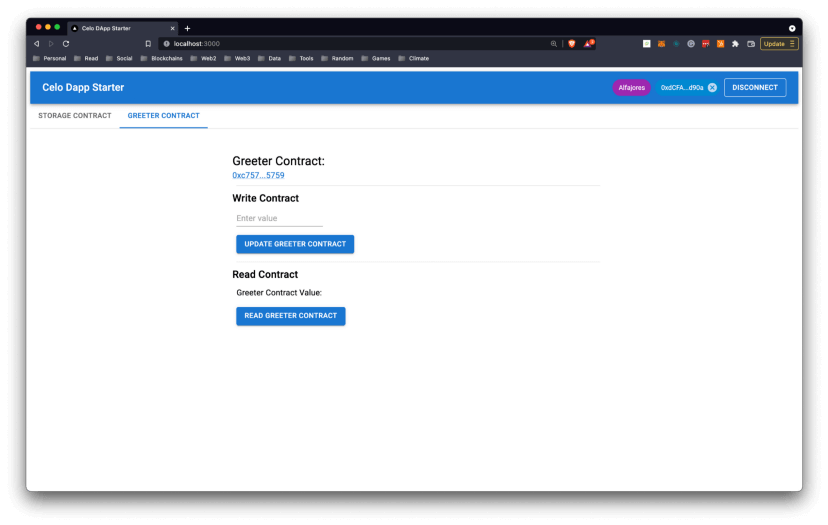 Celo DApp Starter
localhost:3000
Update
Personal Read Social Blockchains Web2 Web3 Data Tools Random Games Climate
Celo Dapp Starter
Alfajores 0xdCFA...d90a DISCONNECT
STORAGE CONTRACT GREETER CONTRACT
Greeter Contract:
0xc757...5759
Write Contract
Enter value
UPDATE GREETER CONTRACT
Read Contract
Greeter Contract Value:
READ GREETER CONTRACT